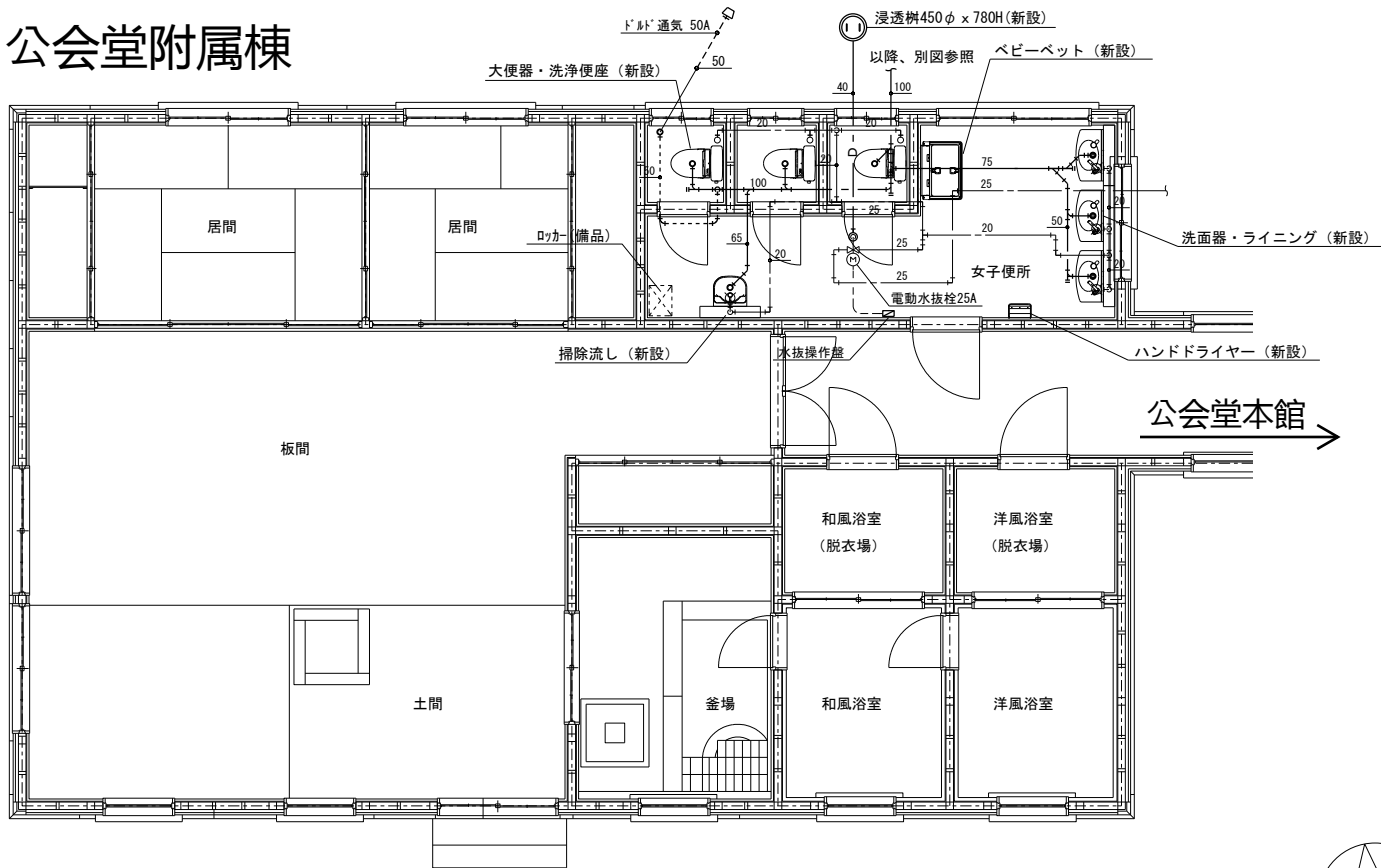 公会堂附属棟
ﾄﾞﾙﾄﾞ通気 50A
浸透桝450φ x 780H(新設)
以降、別図参照
ベビーベット（新設）
大便器・洗浄便座（新設）
50
40
100
20
20
50
20
100
75
25
25
20
50
20
20
居間
居間
ﾛｯｶｰ(備品)
65
20
D
25
25
M
女子便所
洗面器・ライニング（新設）
電動水抜栓25A
掃除流し（新設）
水抜操作盤
ハンドドライヤー（新設）
公会堂本館
板間
和風浴室
（脱衣場）
洋風浴室
（脱衣場）
土間
釜場
和風浴室
洋風浴室